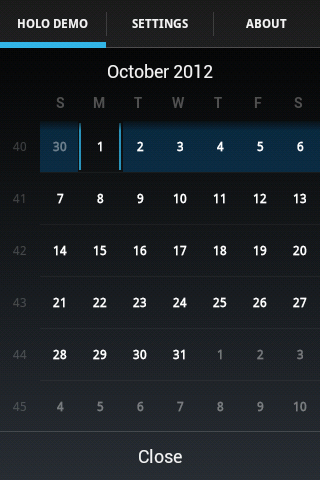 HOLO DEMO SETTINGS ABOUT
October 2012
S M T W T F S
40 30 1 2 3 4 5 6
41 7 8 9 10 11 12 13
42 14 15 16 17 18 19 20
43 21 22 23 24 25 26 27
44 28 29 30 31 1 2 3
45 4 5 6 7 8 9 10
Close